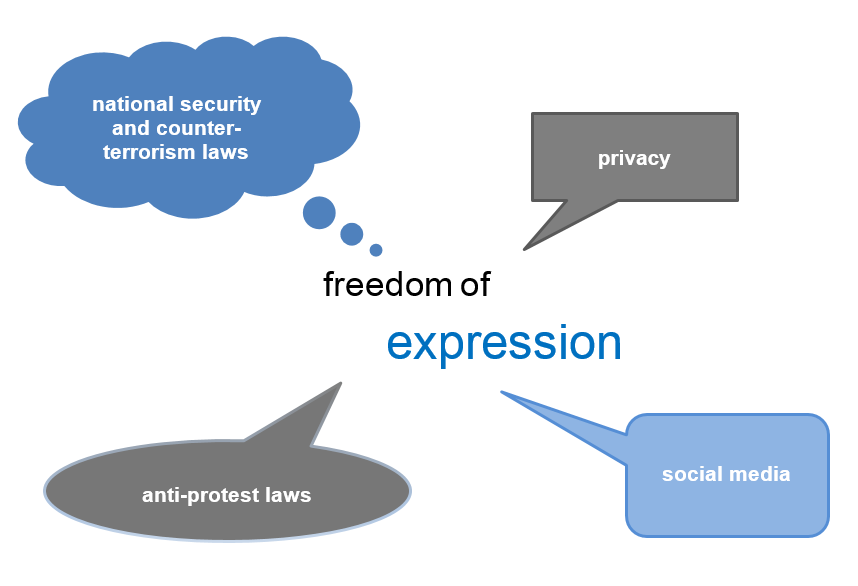 national security
and counter-
terrorism laws
privacy
freedom of
expression
anti-protest laws
social media